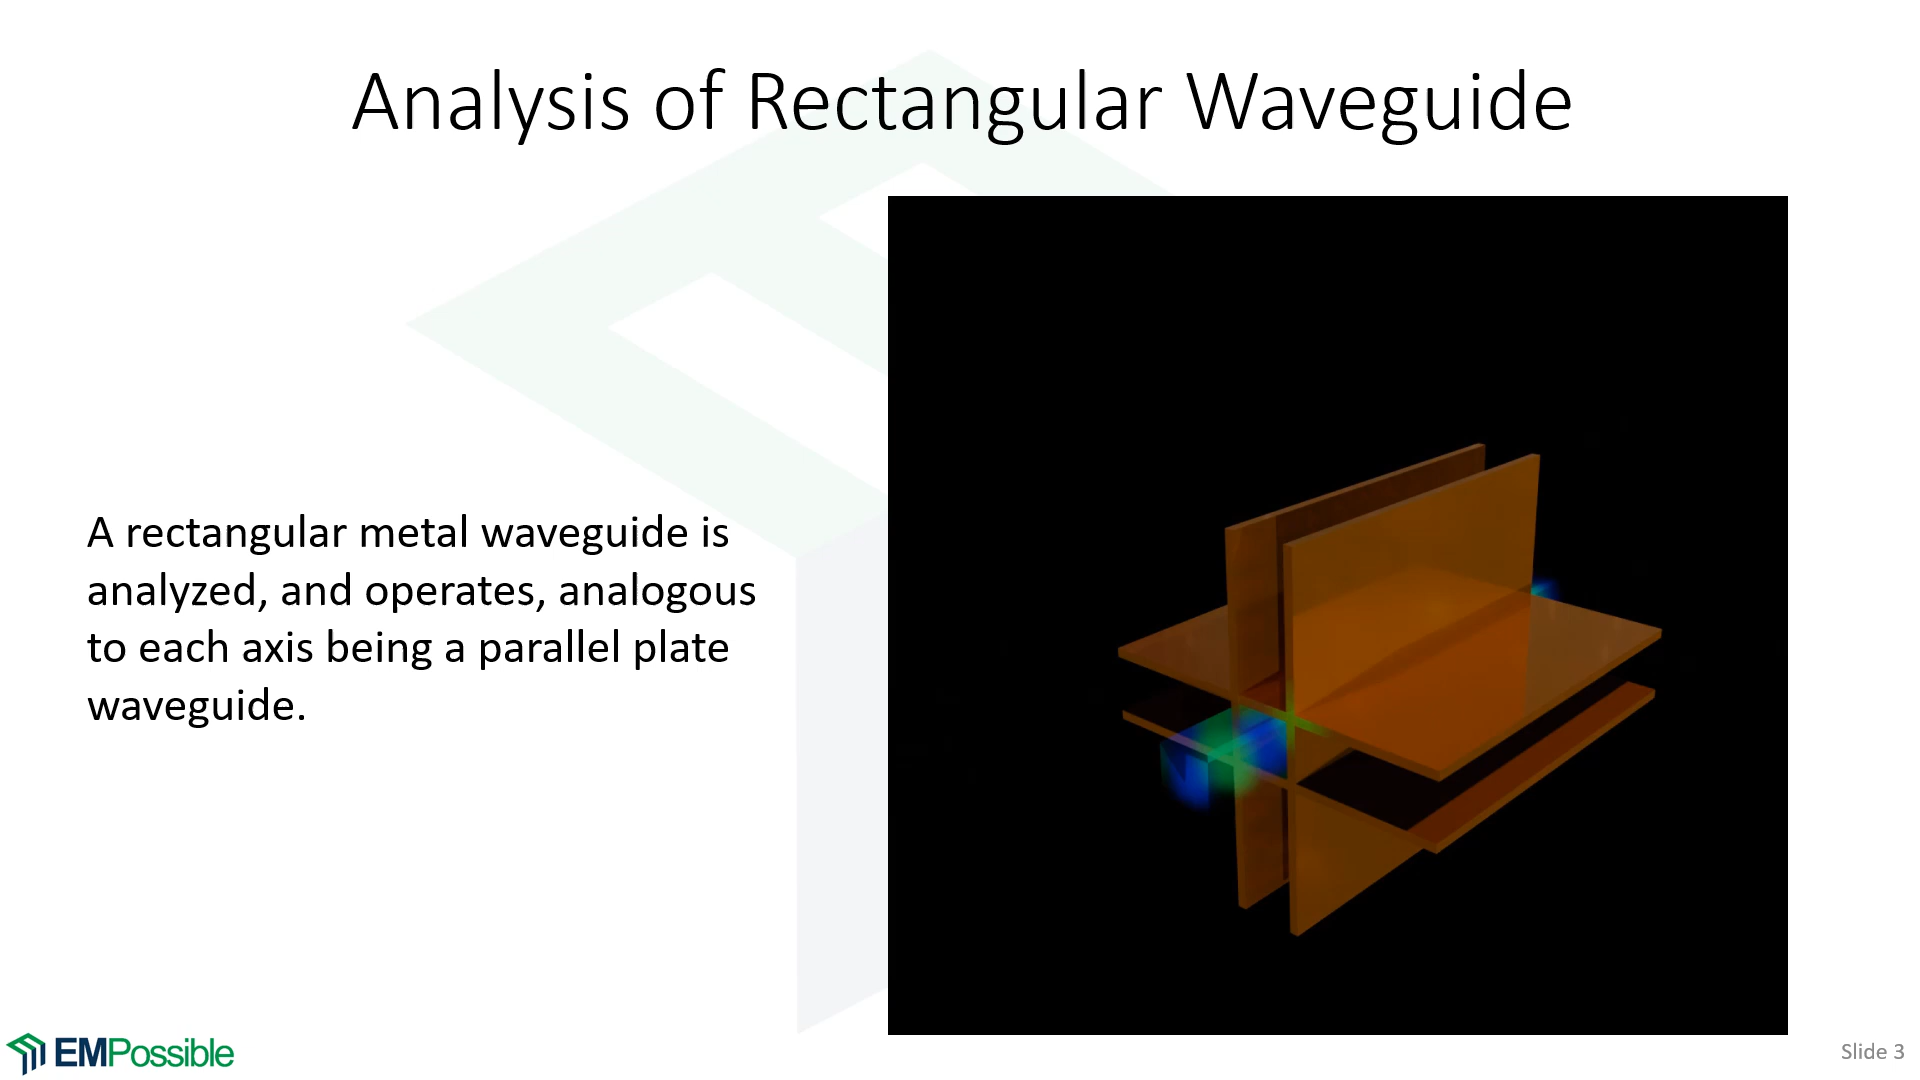 Analysis of Rectangular Waveguide
A rectangular metal waveguide is
analyzed, and operates, analogous
to each axis being a parallel plate
waveguide.
EMPossible
Slide 3